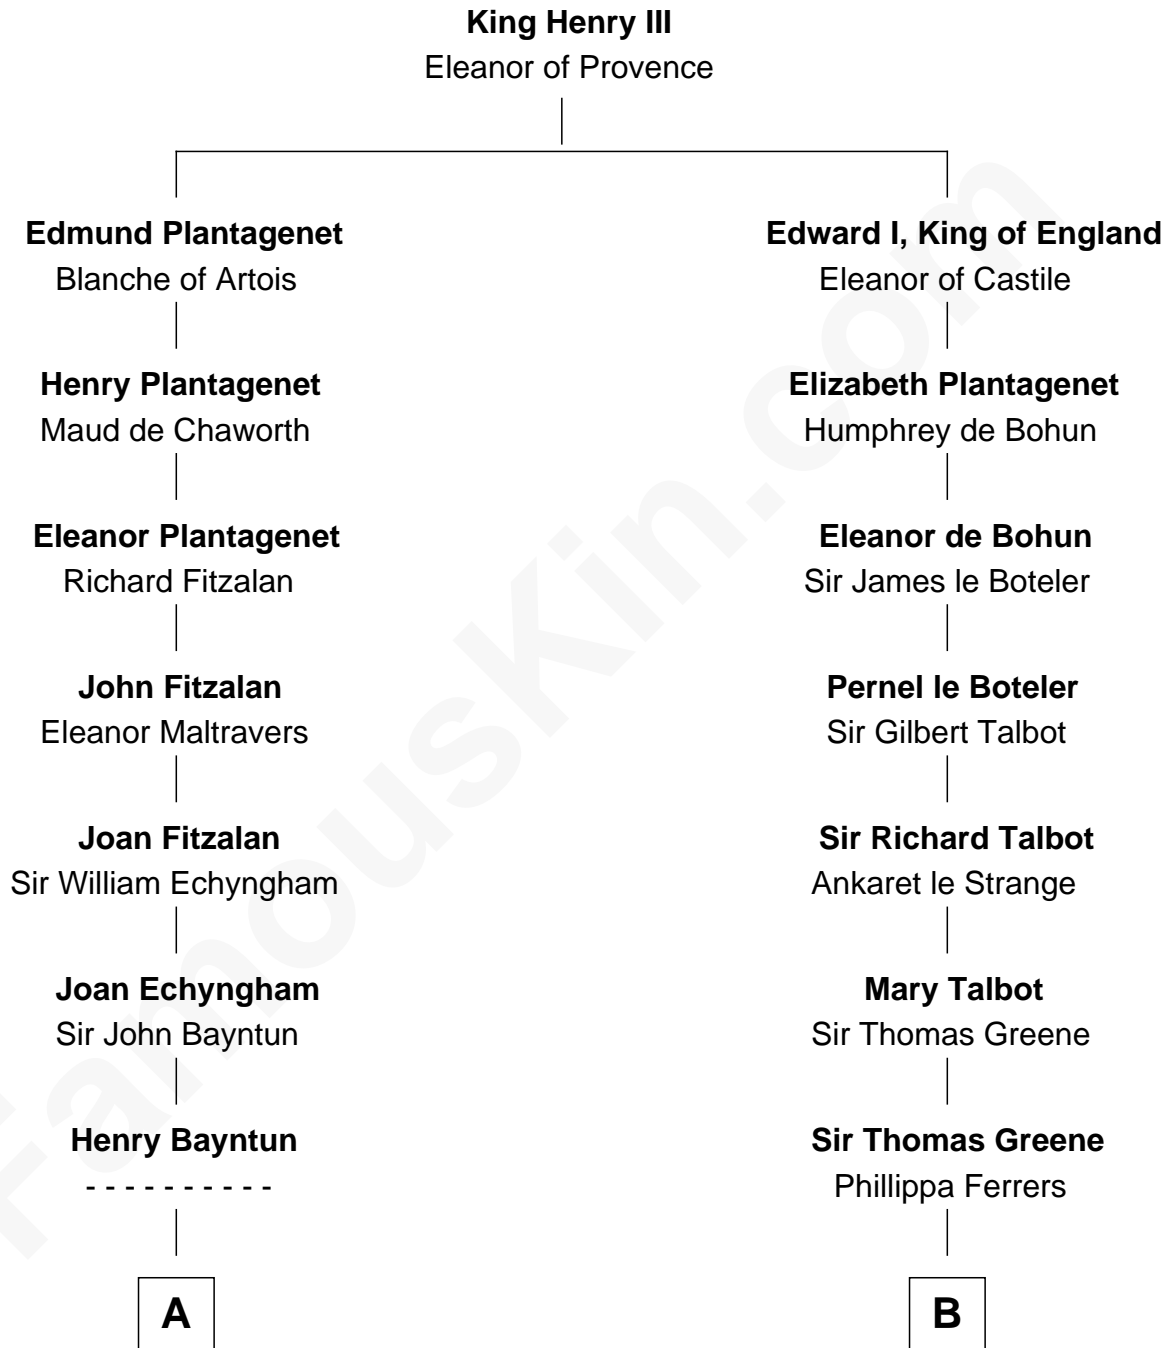 King Henry III
Eleanor of Provence
Edmund Plantagenet
Blanche of Artois
Edward I, King of England
Eleanor of Castile
Henry Plantagenet
Maud de Chaworth
Elizabeth Plantagenet
Humphrey de Bohun
Eleanor Plantagenet
Richard Fitzalan
Eleanor de Bohun
Sir James le Boteler
John Fitzalan
Eleanor Maltravers
Pernel le Boteler
Sir Gilbert Talbot
Joan Fitzalan
Sir William Echyngham
Sir Richard Talbot
Ankaret le Strange
Joan Echyngham
Sir John Bayntun
Mary Talbot
Sir Thomas Greene
Henry Bayntun
- - - - - - - - - -
Sir Thomas Greene
Phillippa Ferrers
A
B
FamousKin.com